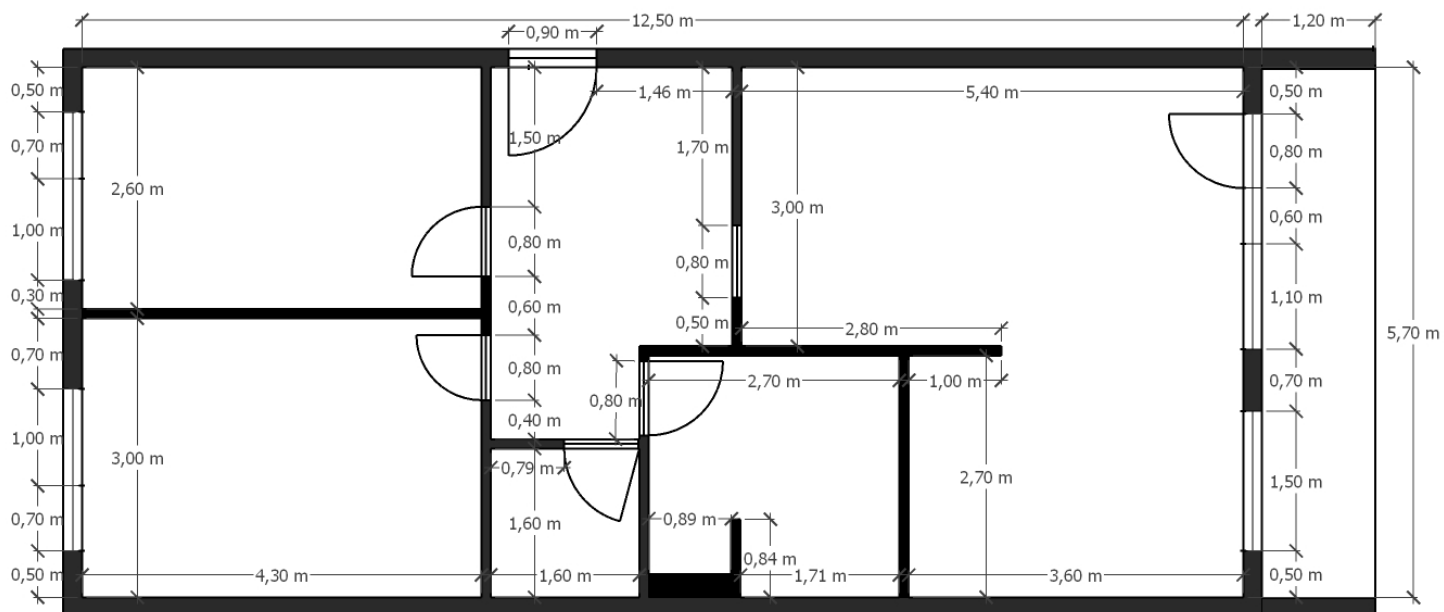 12,50 m
1,20 m
0,90 m
0,50 m
1,46 m
5,40 m
0,50 m
0,70 m
1,50 m
1,70 m
0,80 m
2,60 m
3,00 m
1,00 m
0,80 m
0,60 m
0,80 m
0,30 m
0,60 m
0,50 m
2,80 m
1,10 m
5,70 m
0,70 m
0,80 m
0,80 m
2,70 m
1,00 m
0,70 m
0,40 m
1,00 m
3,00 m
0,79 m
2,70 m
1,50 m
0,70 m
1,60 m
0,89 m
0,84 m
0,50 m
4,30 m
1,60 m
1,71 m
3,60 m
0,50 m